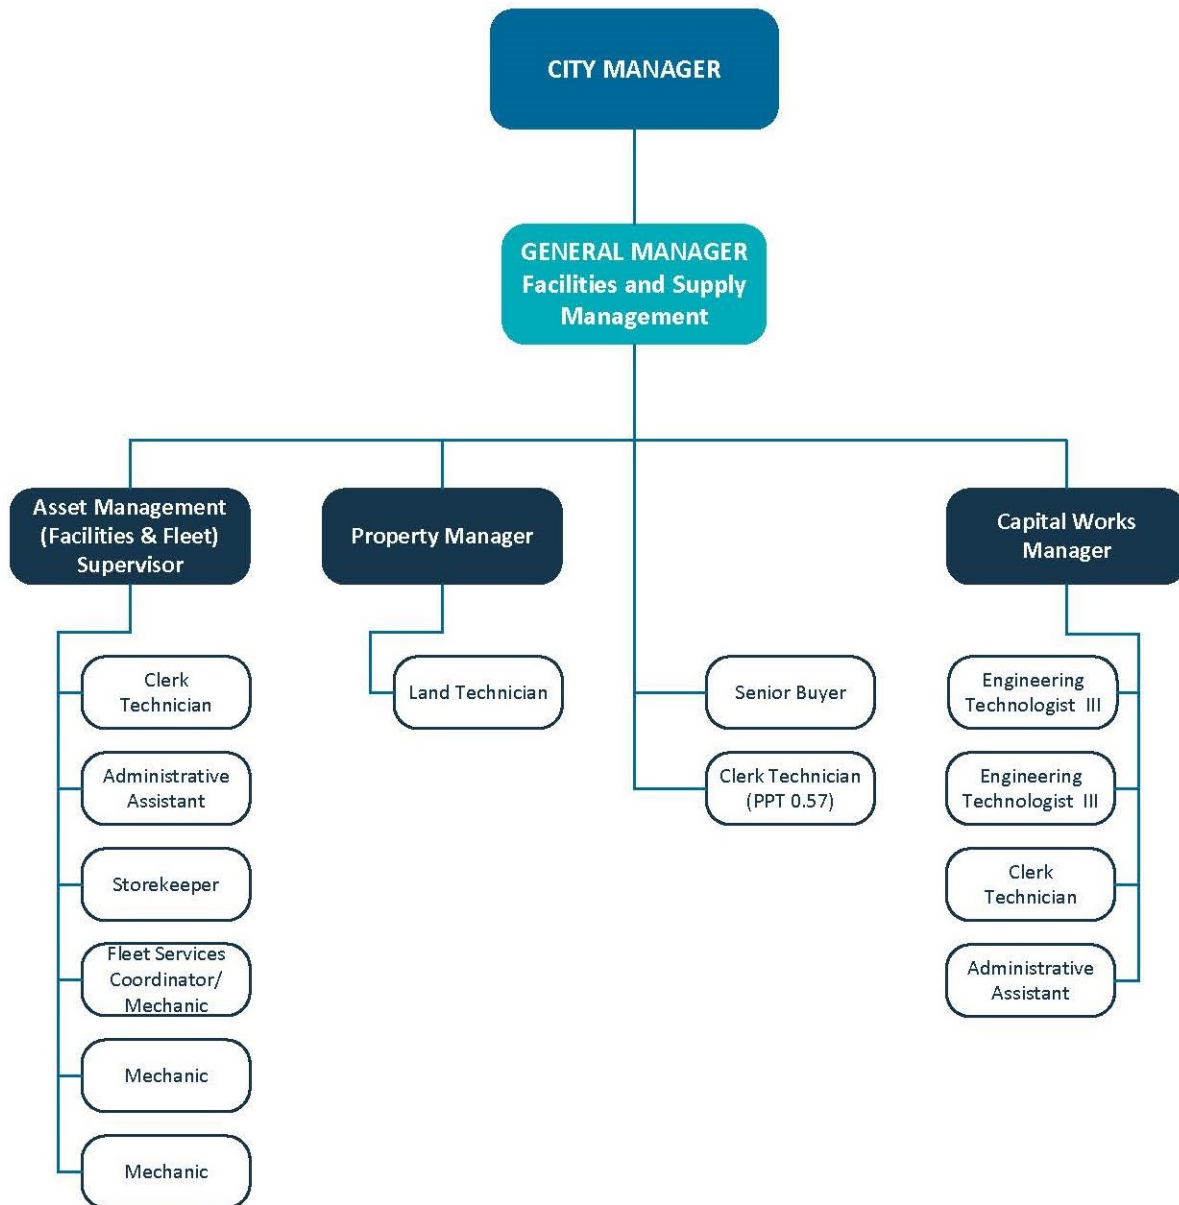 CITY MANAGER
GENERAL MANAGER
Facilities and Supply
Management
Asset Management
(Facilities & Fleet)
Supervisor
Property Manager
Capital Works
Manager
Clerk
Technician
Administrative
Assistant
Storekeeper
Fleet Services
Coordinator/
Mechanic
Mechanic
Mechanic
Land Technician
Senior Buyer
Clerk Technician
(PPT 0.57)
Engineering
Technologist III
Engineering
Technologist III
Clerk
Technician
Administrative
Assistant